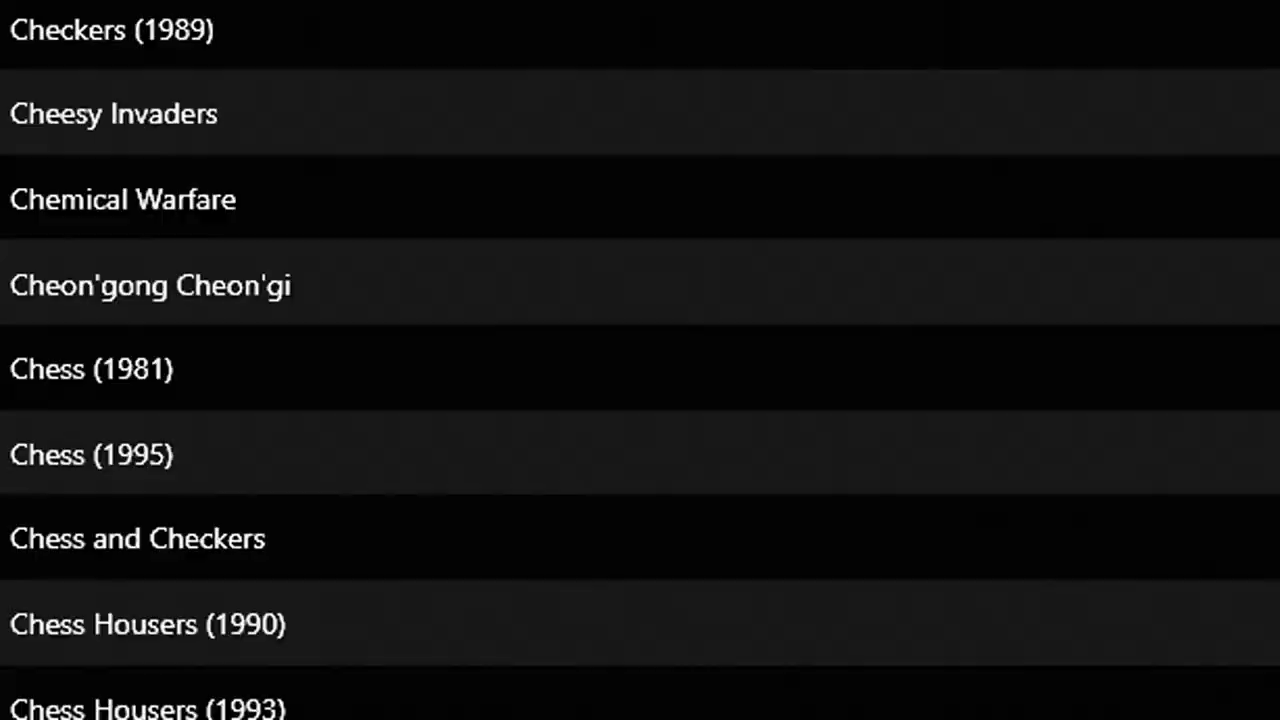 Checkers (1989)
Cheesy Invaders
Chemical Warfare
Cheon'gong Cheon'gi
Chess (1981)
Chess (1995)
Chess and Checkers
Chess Housers (1990)
Chess Housers (1993)